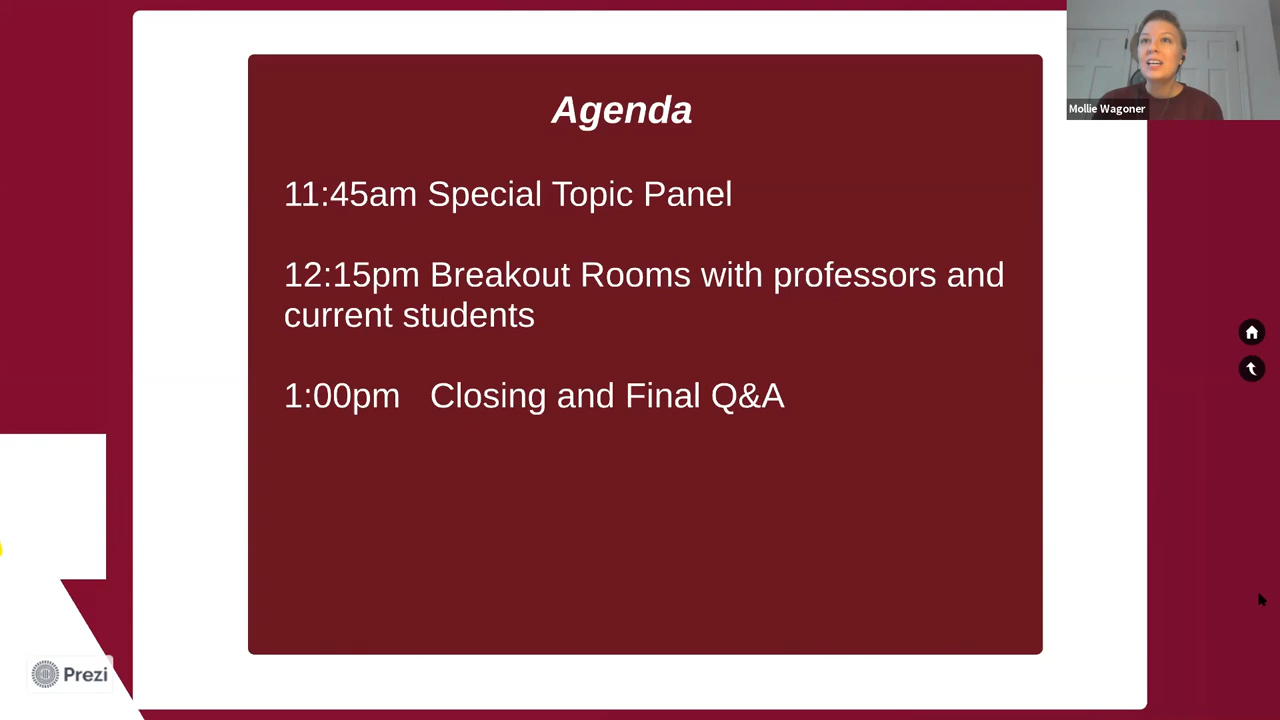 Agenda
11:45am Special Topic Panel
12:15pm Breakout Rooms with professors and
current students
1:00pm Closing and Final Q&A
Mollie Wagoner
Prezi